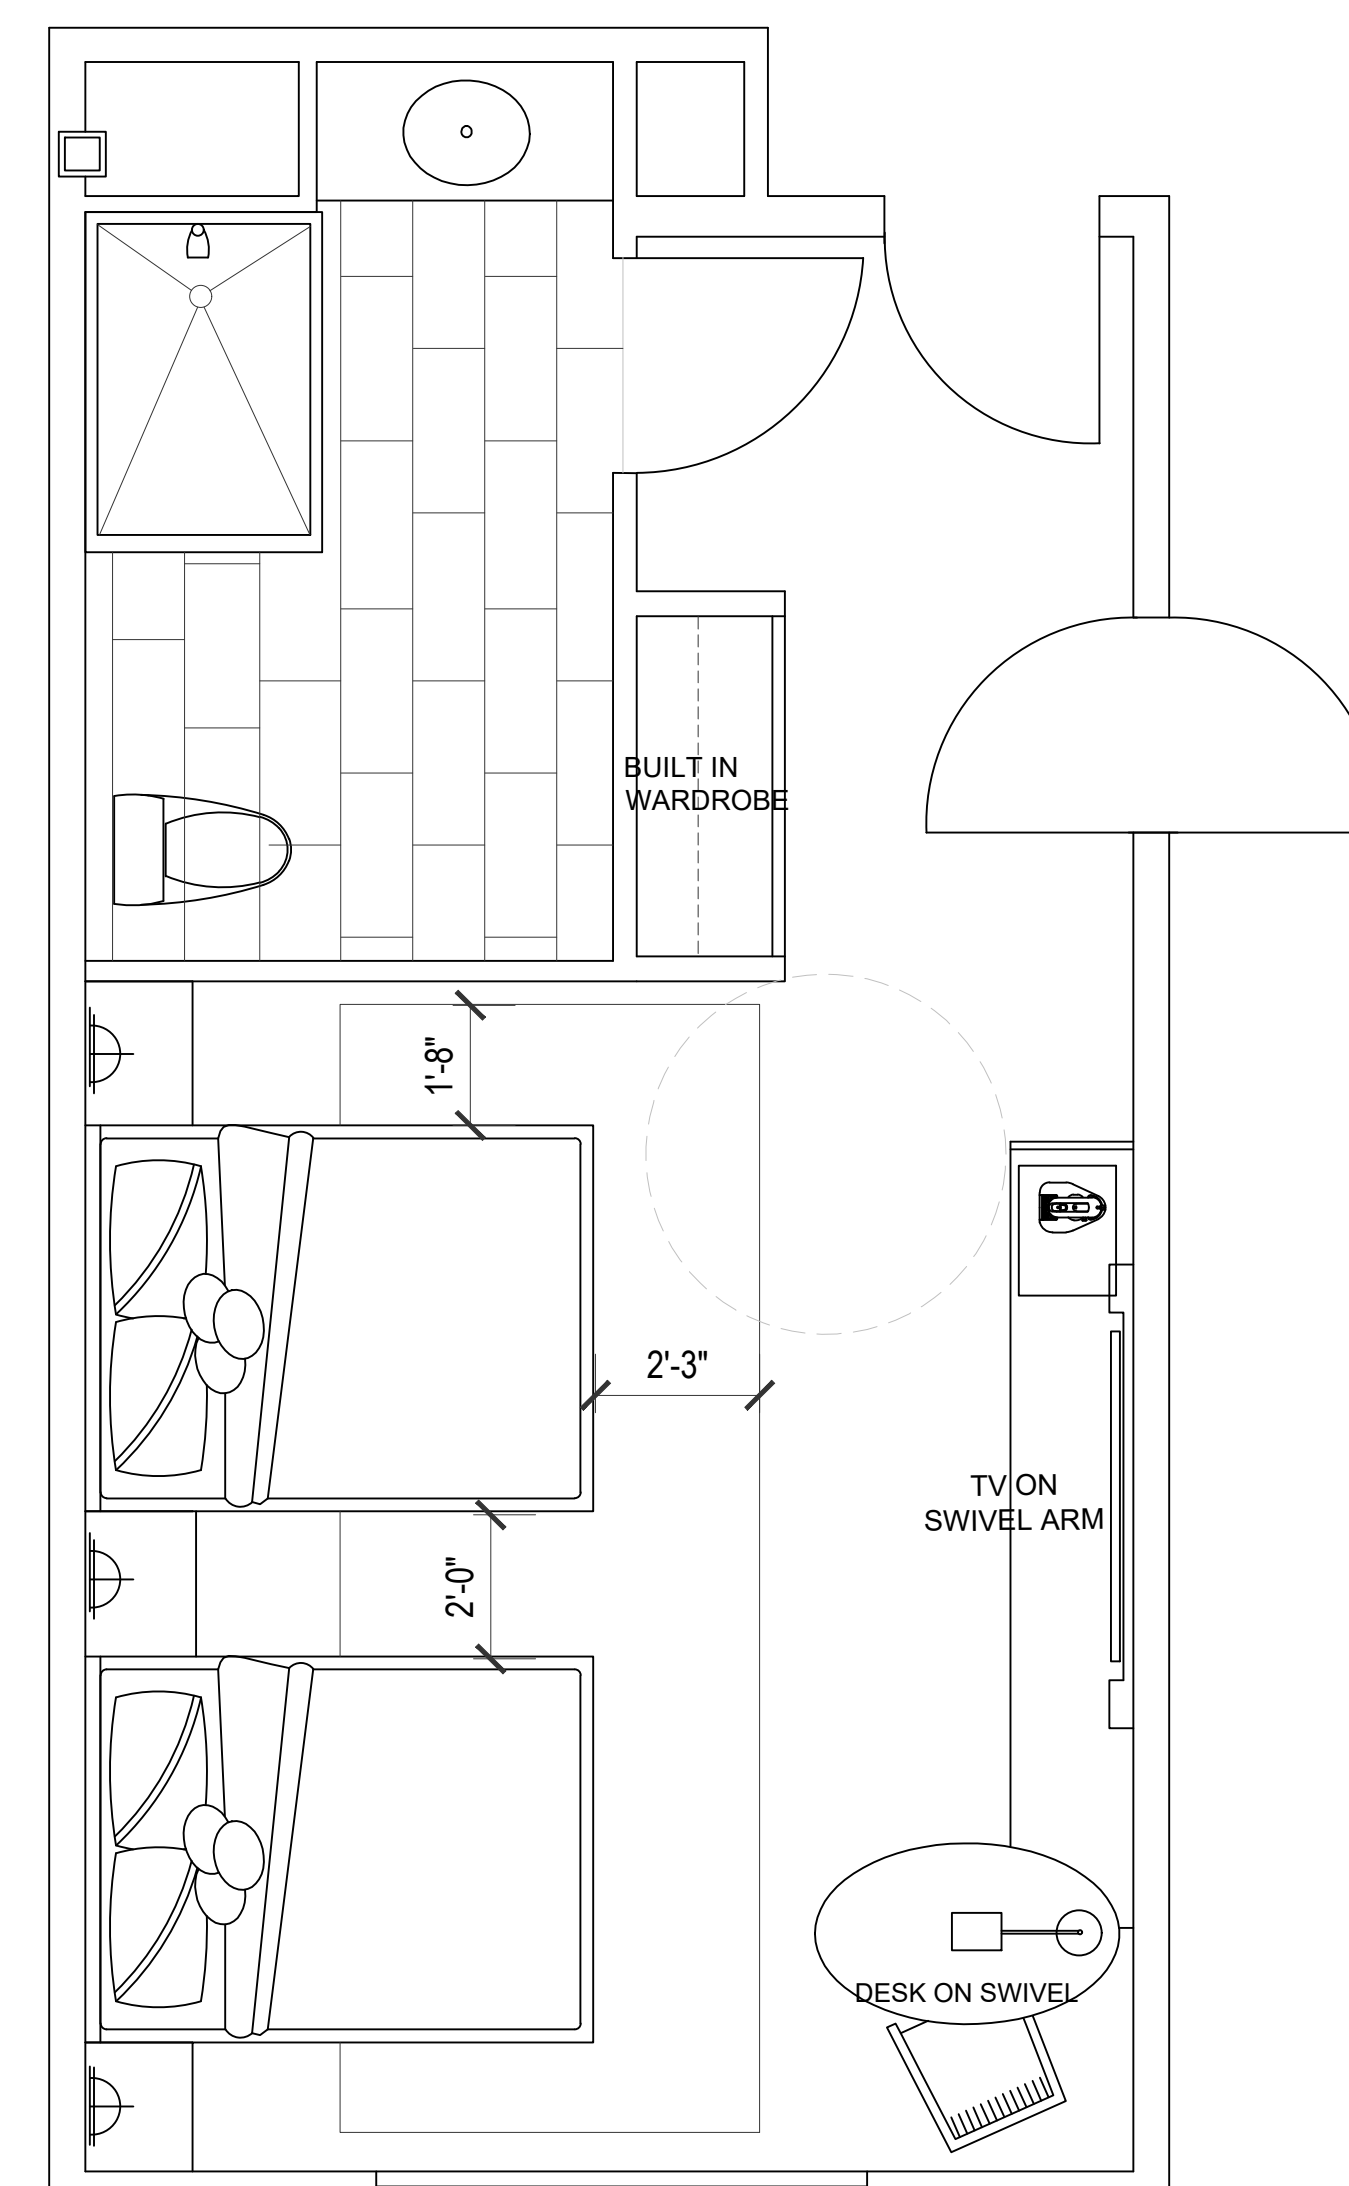 BUILT IN
WARDROBE
1'-8"
2'-3"
TV ON
SWIVEL ARM
2'-0"
DESK ON SWIVEL